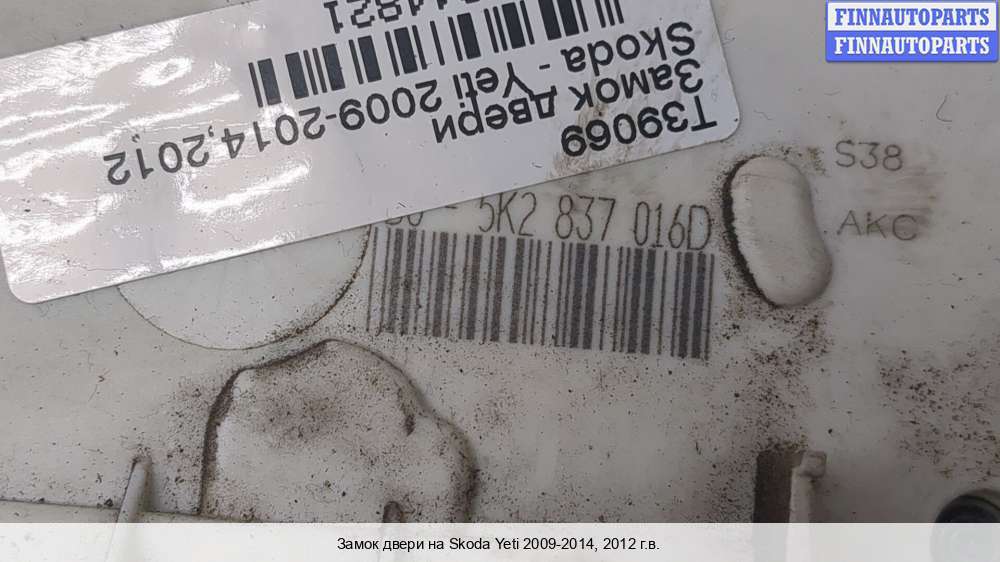 FINNAUTOPARTS
FINNAUTOPARTS
T39069
Замок двери
Skoda - Yeti 2009-2014,2012
5K2 837 016D
S38
AKC
Замок двери на Skoda Yeti 2009-2014, 2012 г.в.